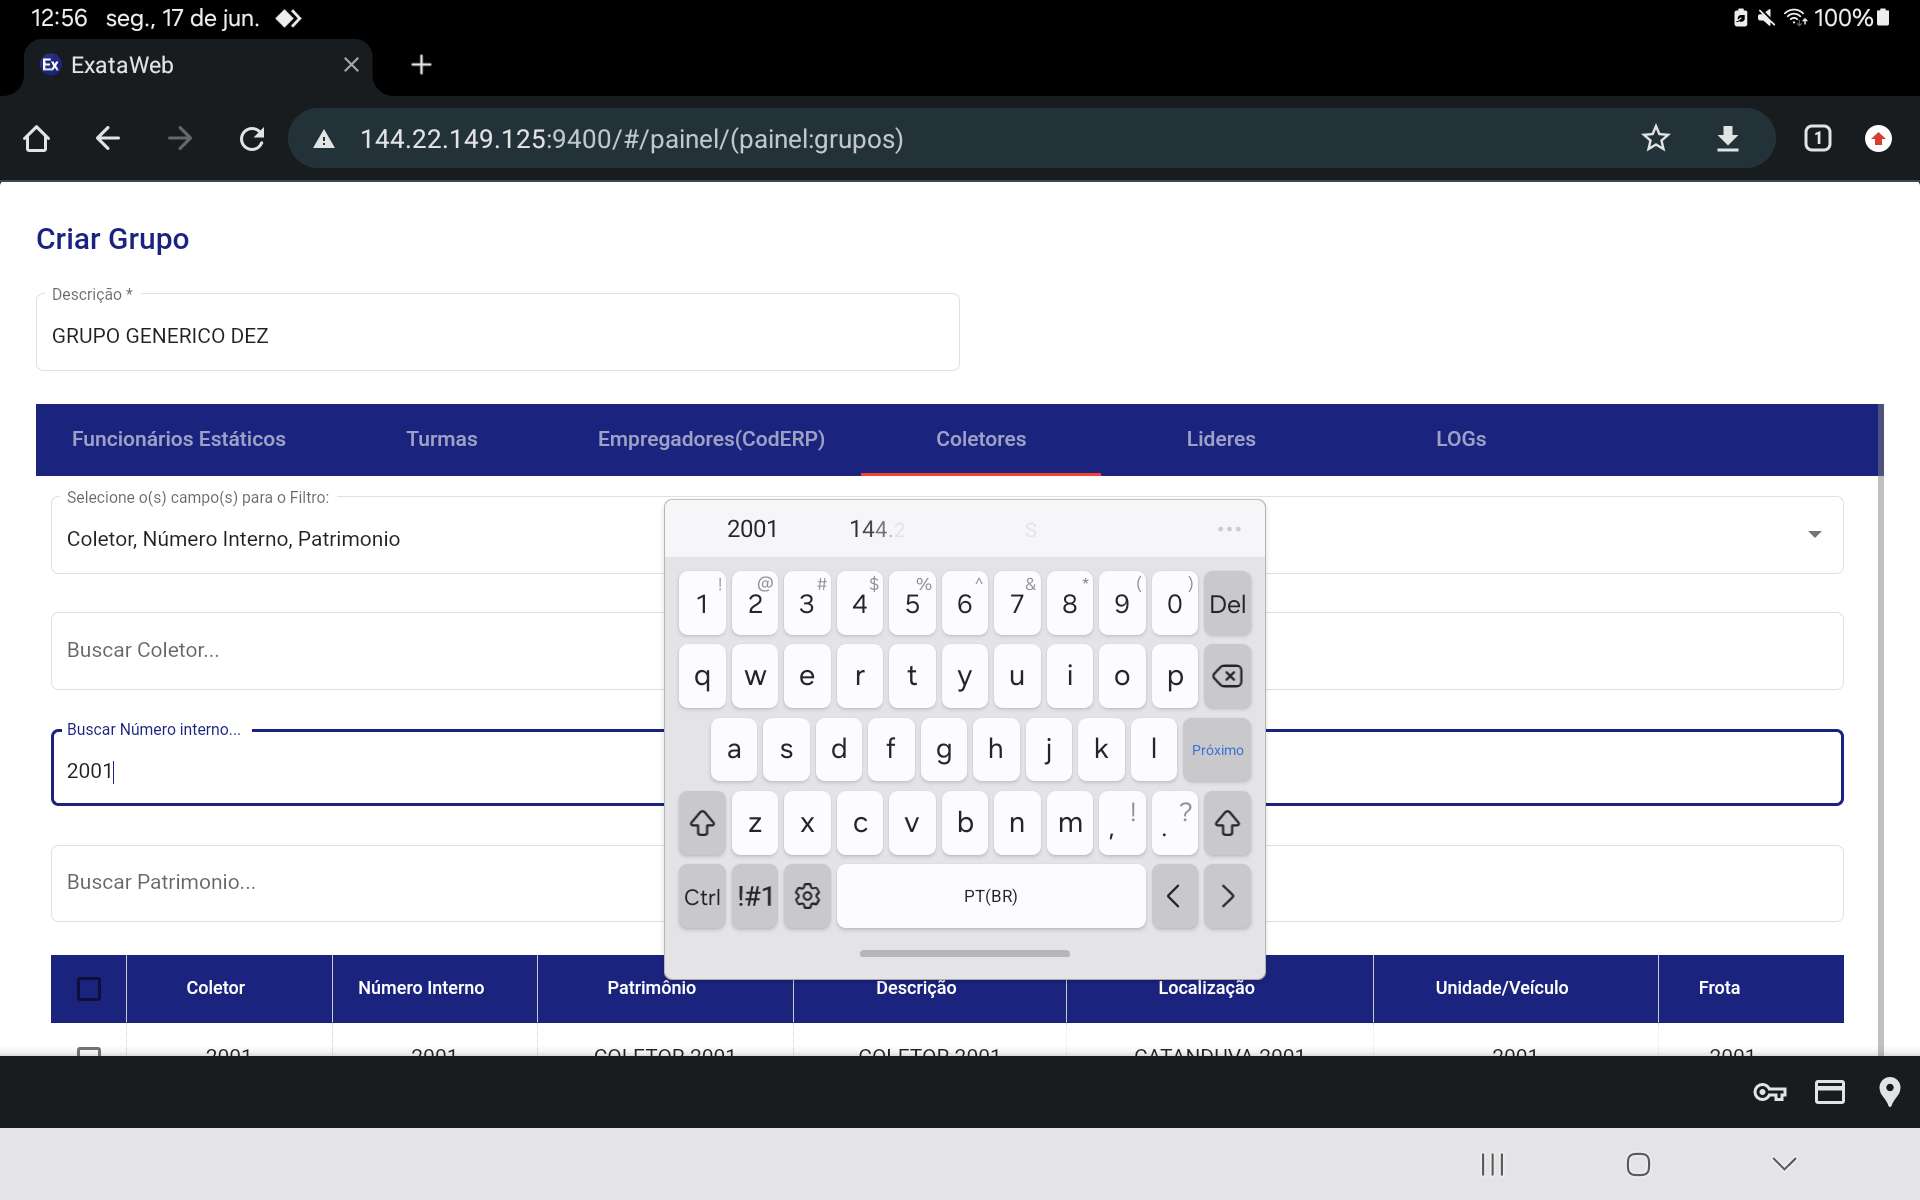 12:56 seg., 17 de jun. 100%
Ex ExataWeb
144.22.149.125:9400/#/painel/(painel:grupos) 1
Criar Grupo
Descrição *
GRUPO GENERICO DEZ
Funcionários Estáticos Turmas Empregadores(CodERP) Coletores Lideres LOGs
Selecione o(s) campo(s) para o Filtro:
Coletor, Número Interno, Patrimonio
Buscar Coletor...
Buscar Número interno...
2001
Buscar Patrimonio...
2001 144.2 S ...
! @ # $ % ^ & * ( )
1 2 3 4 5 6 7 8 9 0 Del
q w e r t y u i o p
a s d f g h j k l Próximo
z x c v b n m , ! . ?
Ctrl !#1 PT(BR) < >
Coletor Número Interno Patrimônio Descrição Localização Unidade/Veículo Frota
2001 2001 COLETOR 2001 COLETOR 2001 CATANDUVA 2001 2001 2001